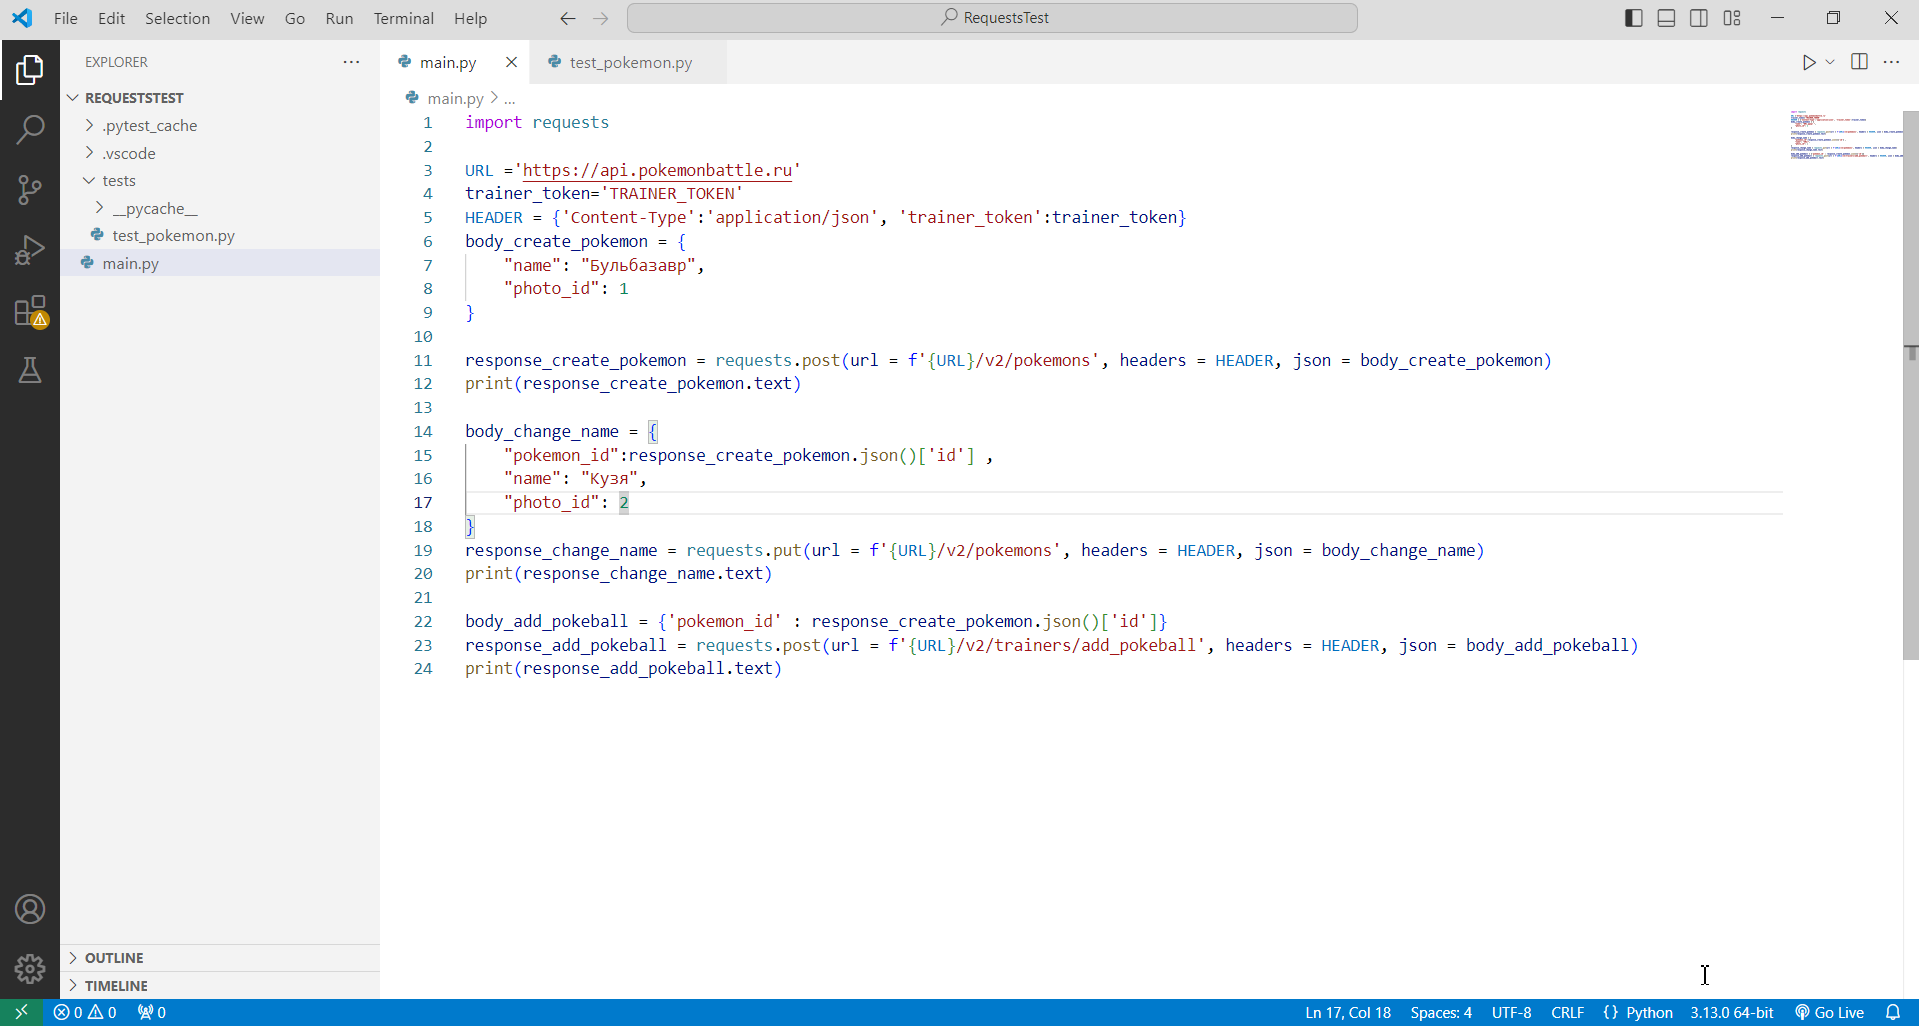 File Edit Selection View Go Run Terminal Help
RequestsTest
EXPLORER
REQUESTSTEST
.pytest_cache
.vscode
tests
__pycache__
test_pokemon.py
main.py
OUTLINE
TIMELINE
main.py
test_pokemon.py
main.py > ...
1 import requests
2
3 URL ='https://api.pokemonbattle.ru'
4 trainer_token='TRAINER_TOKEN'
5 HEADER = {'Content-Type':'application/json', 'trainer_token':trainer_token}
6 body_create_pokemon = {
7     "name": "Бульбазавр",
8     "photo_id": 1
9 }
10
11 response_create_pokemon = requests.post(url = f'{URL}/v2/pokemons', headers = HEADER, json = body_create_pokemon)
12 print(response_create_pokemon.text)
13
14 body_change_name = {
15     "pokemon_id":response_create_pokemon.json()['id'] ,
16     "name": "Кузя",
17     "photo_id": 2
18 }
19 response_change_name = requests.put(url = f'{URL}/v2/pokemons', headers = HEADER, json = body_change_name)
20 print(response_change_name.text)
21
22 body_add_pokeball = {'pokemon_id' : response_create_pokemon.json()['id']}
23 response_add_pokeball = requests.post(url = f'{URL}/v2/trainers/add_pokeball', headers = HEADER, json = body_add_pokeball)
24 print(response_add_pokeball.text)
0 0 0 Ln 17, Col 18 Spaces: 4 UTF-8 CRLF {} Python 3.13.0 64-bit Go Live